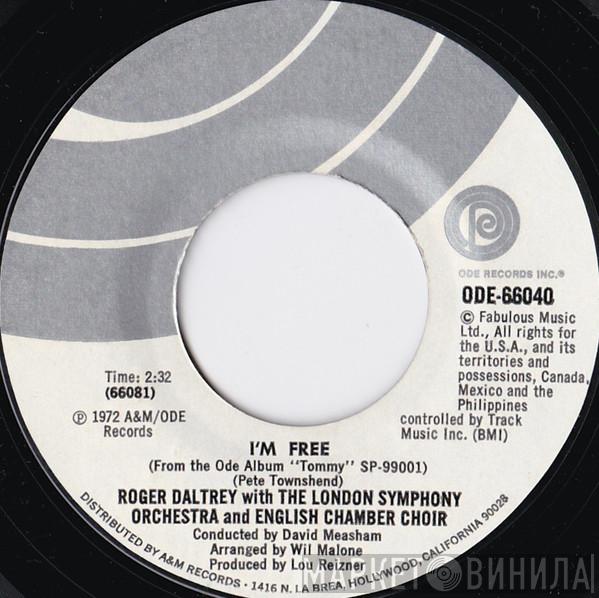 ODE RECORDS INC.®
ODE-66040
© Fabulous Music
Ltd., All rights for
the U.S.A., and its
territories and
possessions, Canada,
Mexico and the
Philippines
controlled by Track
Music Inc. (BMI)
Time: 2:32
(66081)
℗ 1972 A&M/ODE
Records
I'M FREE
(From the Ode Album "Tommy" SP-99001)
(Pete Townshend)
ROGER DALTREY with THE LONDON SYMPHONY
ORCHESTRA and ENGLISH CHAMBER CHOIR
Conducted by David Measham
Arranged by Wil Malone
Produced by Lou Reizner
DISTRIBUTED BY A&M RECORDS · 1416 N. LA BREA, HOLLYWOOD, CALIFORNIA 90028
МАРКЕТ ВИНИЛА